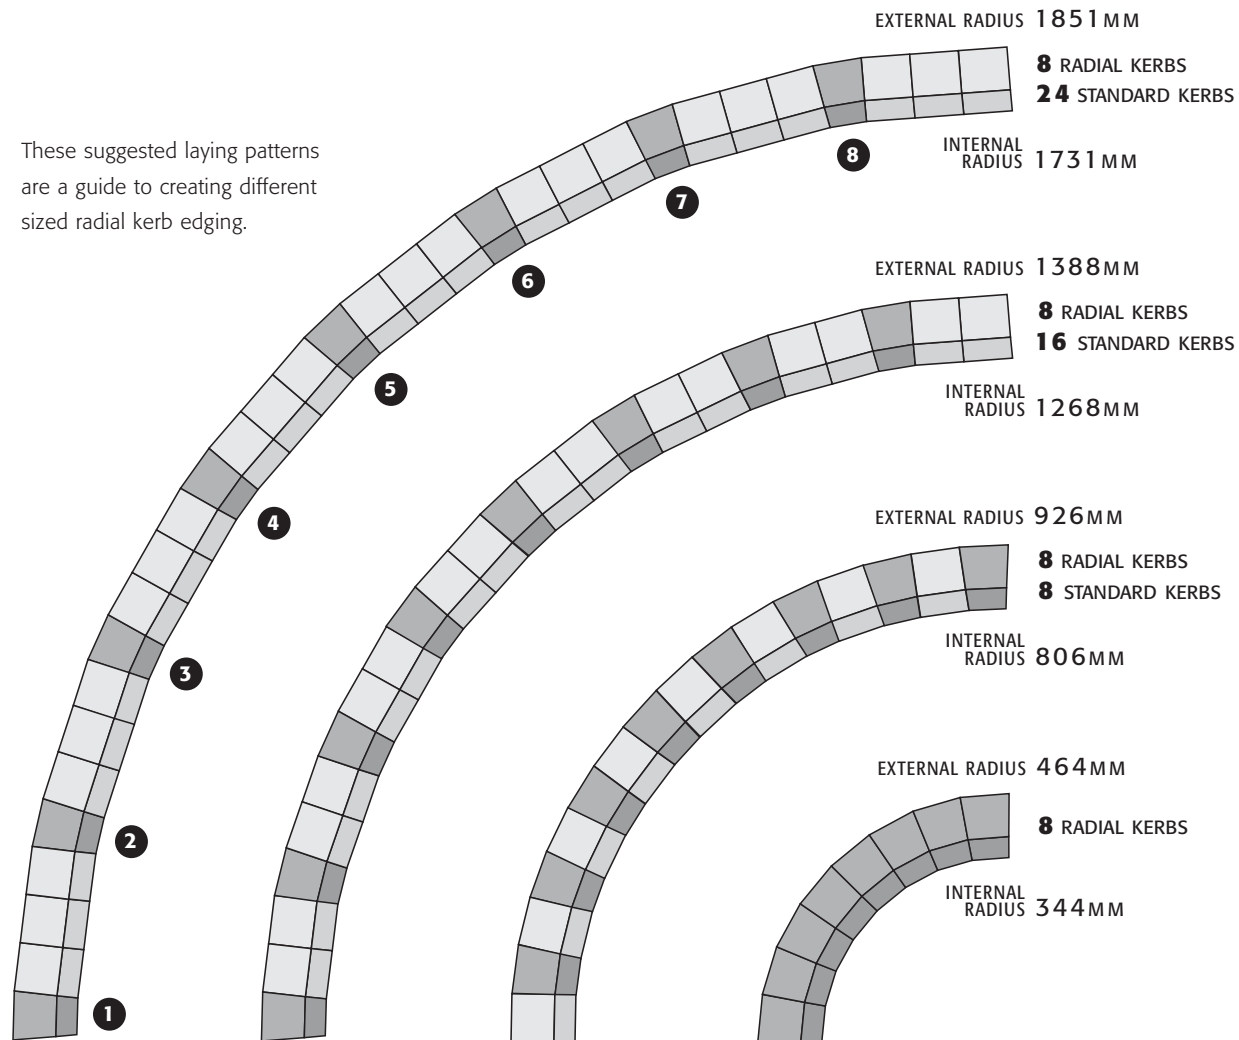 EXTERNAL RADIUS 1851MM
8 RADIAL KERBS
24 STANDARD KERBS
INTERNAL
RADIUS 1731MM
These suggested laying patterns
are a guide to creating different
sized radial kerb edging.
8
7
6
5
4
3
2
1
EXTERNAL RADIUS 1388MM
8 RADIAL KERBS
16 STANDARD KERBS
INTERNAL
RADIUS 1268MM
EXTERNAL RADIUS 926MM
8 RADIAL KERBS
8 STANDARD KERBS
INTERNAL
RADIUS 806MM
EXTERNAL RADIUS 464MM
8 RADIAL KERBS
INTERNAL
RADIUS 344MM